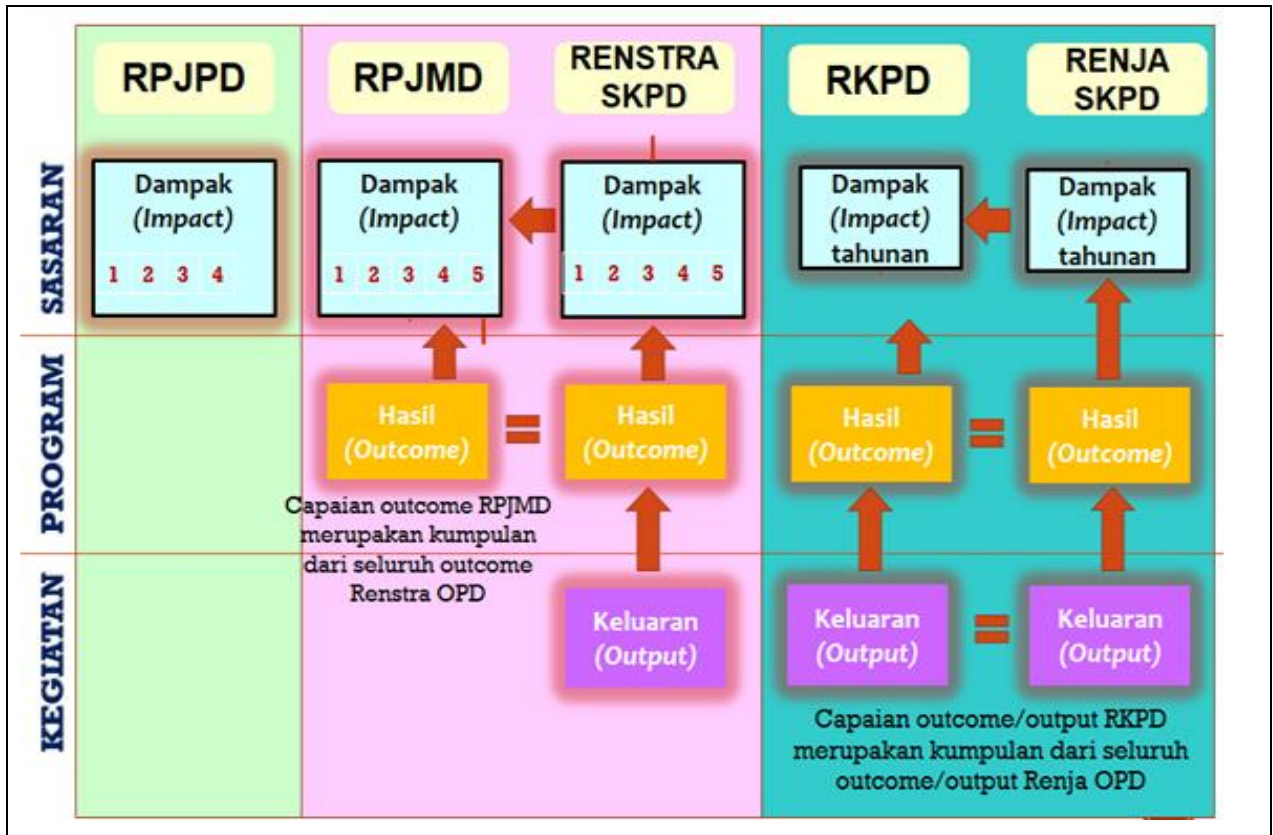 RPJPD
RPJMD
RENSTRA
SKPD
RKPD
RENJA
SKPD
SASARAN
Dampak
(Impact)
1 2 3 4
Dampak
(Impact)
1 2 3 4 5
Dampak
(Impact)
1 2 3 4 5
Dampak
(Impact)
tahunan
Dampak
(Impact)
tahunan
PROGRAM
Hasil
(Outcome)
=
Hasil
(Outcome)
Hasil
(Outcome)
=
Hasil
(Outcome)
Capaian outcome RPJMD
merupakan kumpulan
dari seluruh outcome
Renstra OPD
KEGIATAN
Keluaran
(Output)
Keluaran
(Output)
=
Keluaran
(Output)
Capaian outcome/output RKPD
merupakan kumpulan dari seluruh
outcome/output Renja OPD